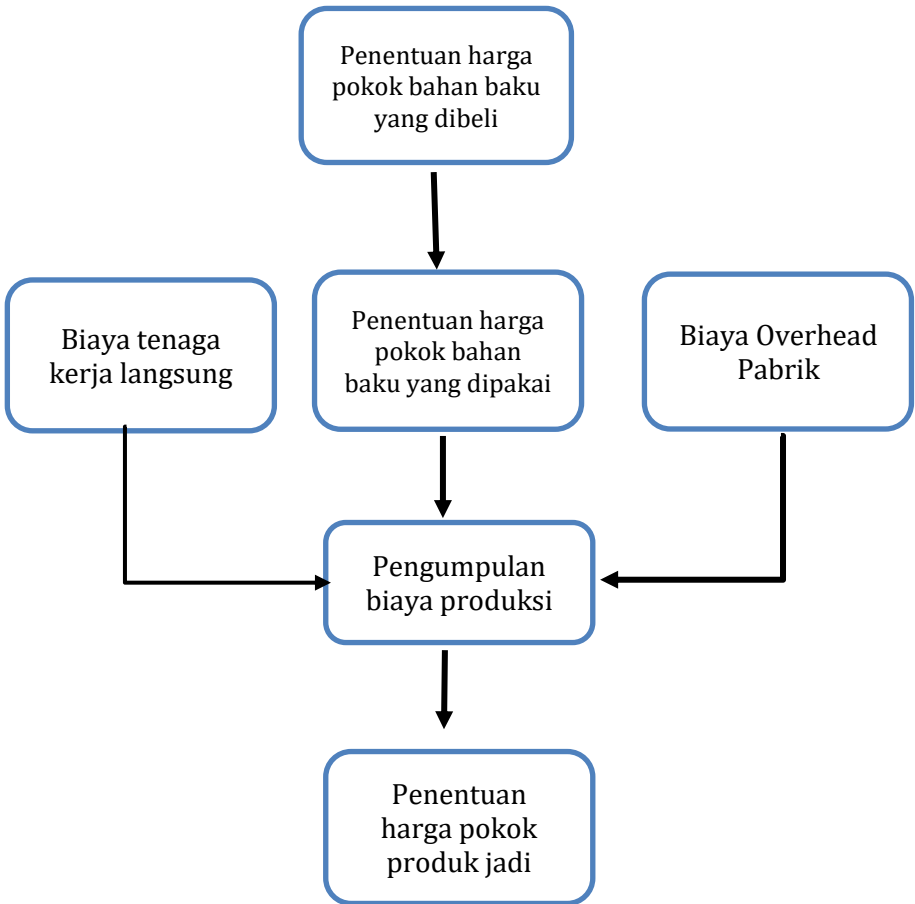 Penentuan harga
pokok bahan baku
yang dibeli
Biaya tenaga
kerja langsung
Penentuan harga
pokok bahan
baku yang dipakai
Biaya Overhead
Pabrik
Pengumpulan
biaya produksi
Penentuan
harga pokok
produk jadi